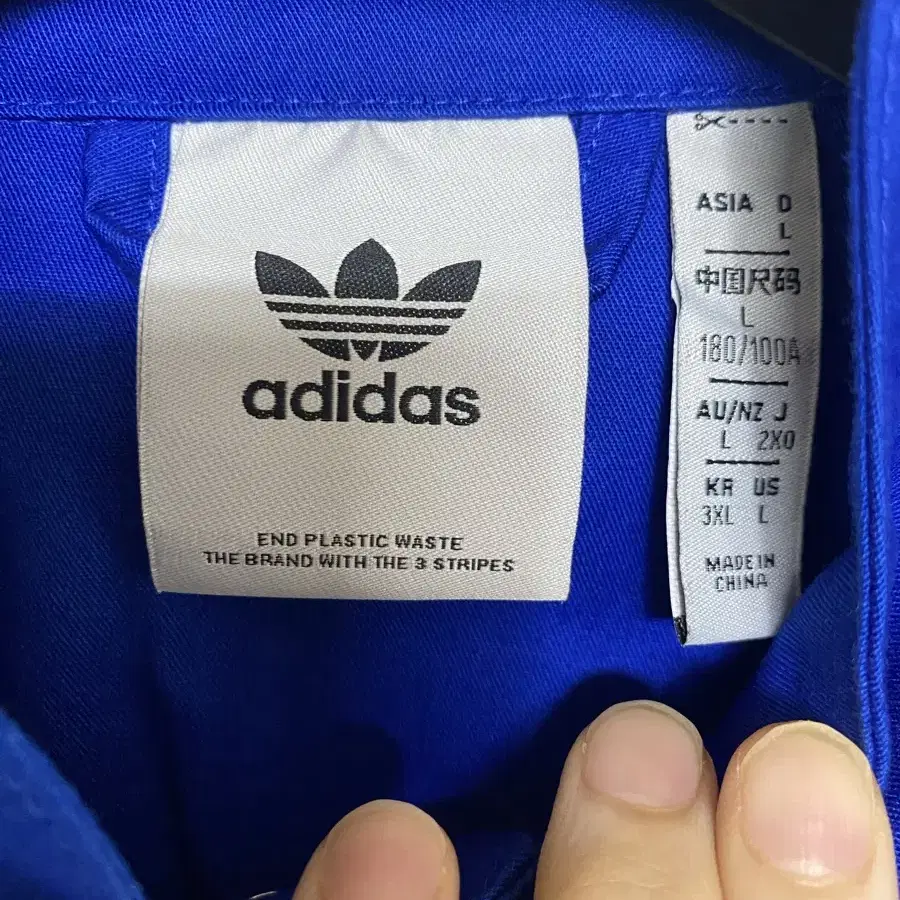 adidas
END PLASTIC WASTE
THE BRAND WITH THE 3 STRIPES
ASIA D
L
中国尺码
L
180/100A
AU/NZ J
L 2XO
KR US
3XL L
MADE IN
CHINA